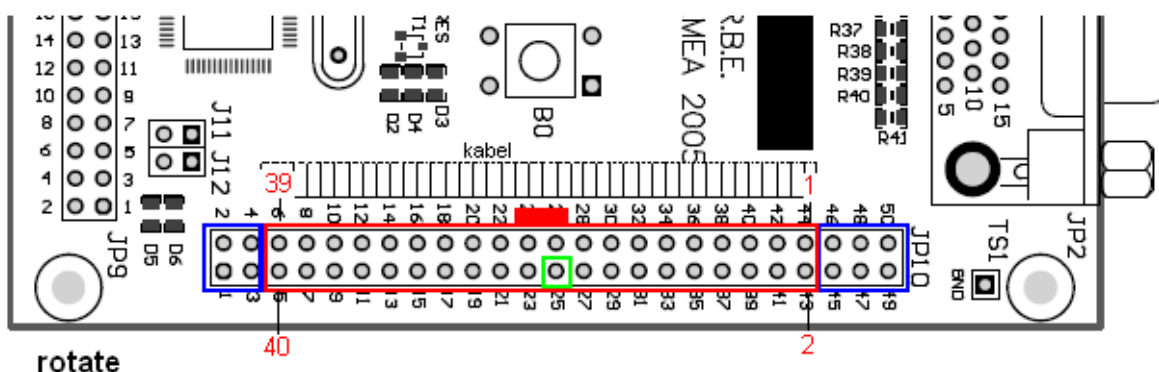 14 13
12 11
10 9
8 7
6 5
4 3
2 1
JP9
J11
J12
D5 D6
T1
RES
D2 D4 D3
B0
R.B.E.
MEA 2005
R37
R38
R39
R40
R41
5 10 15
JP2
TS1
GND
kabel
39 1
2 4 6 8 10 12 14 16 18 20 22 28 30 32 34 36 38 40 42 44 46 48 50
JP10
1 3 5 7 9 11 13 15 17 19 21 23 25 27 29 31 33 35 37 39 41 43 45 47 49
40 2
rotate